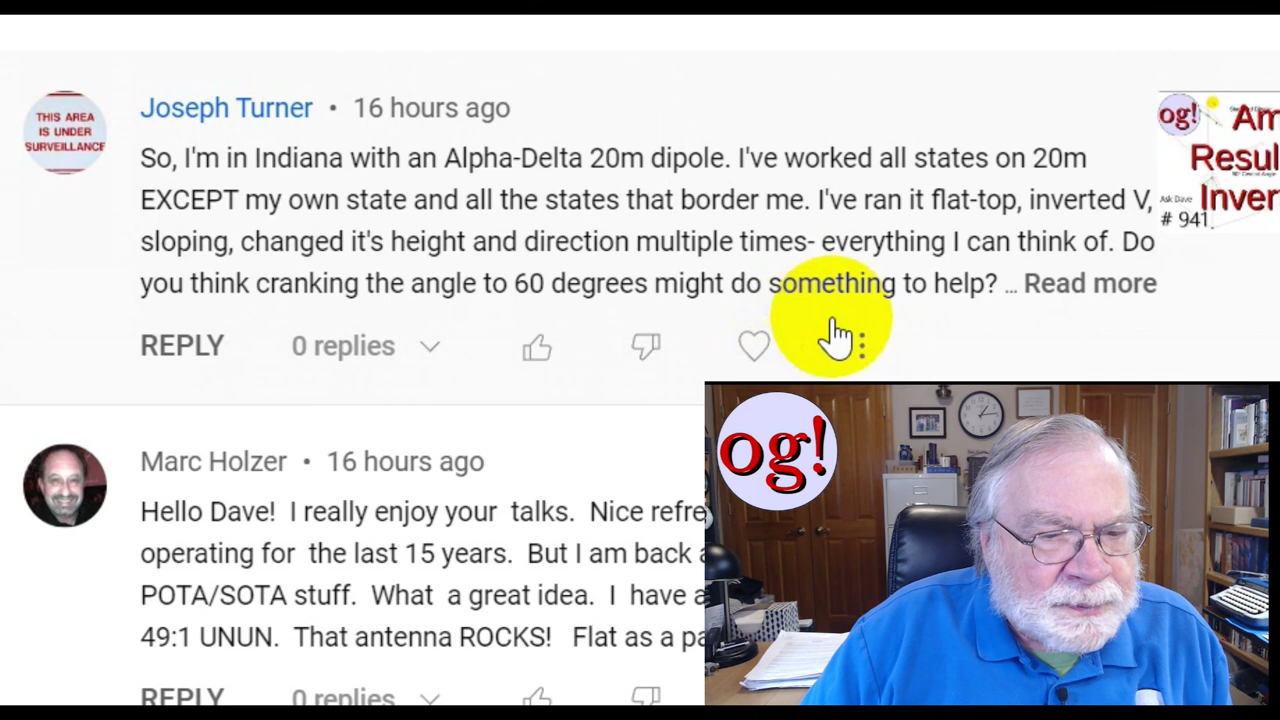 Joseph Turner • 16 hours ago
THIS AREA
IS UNDER
SURVEILLANCE
So, I'm in Indiana with an Alpha-Delta 20m dipole. I've worked all states on 20m
EXCEPT my own state and all the states that border me. I've ran it flat-top, inverted V,
sloping, changed it's height and direction multiple times- everything I can think of. Do
you think cranking the angle to 60 degrees might do something to help? ... Read more
REPLY 0 replies
og! Am
Resul
Ask Dave Inver
# 941
Marc Holzer • 16 hours ago
Hello Dave! I really enjoy your talks. Nice refre
operating for the last 15 years. But I am back a
POTA/SOTA stuff. What a great idea. I have a
49:1 UNUN. That antenna ROCKS! Flat as a pa
REPLY 0 replies
og!